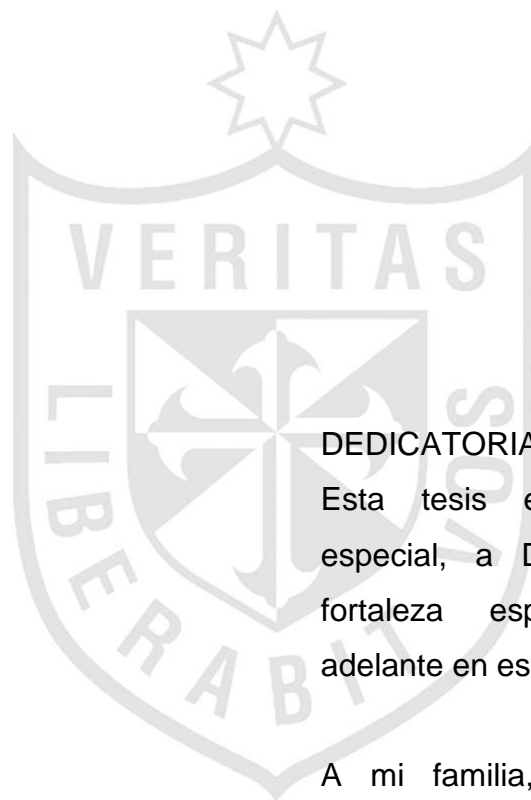 VERITAS
LIBERABIT VOS
DEDICATORIA
Esta tesis
especial, a
fortaleza
adelante en
A mi familia,